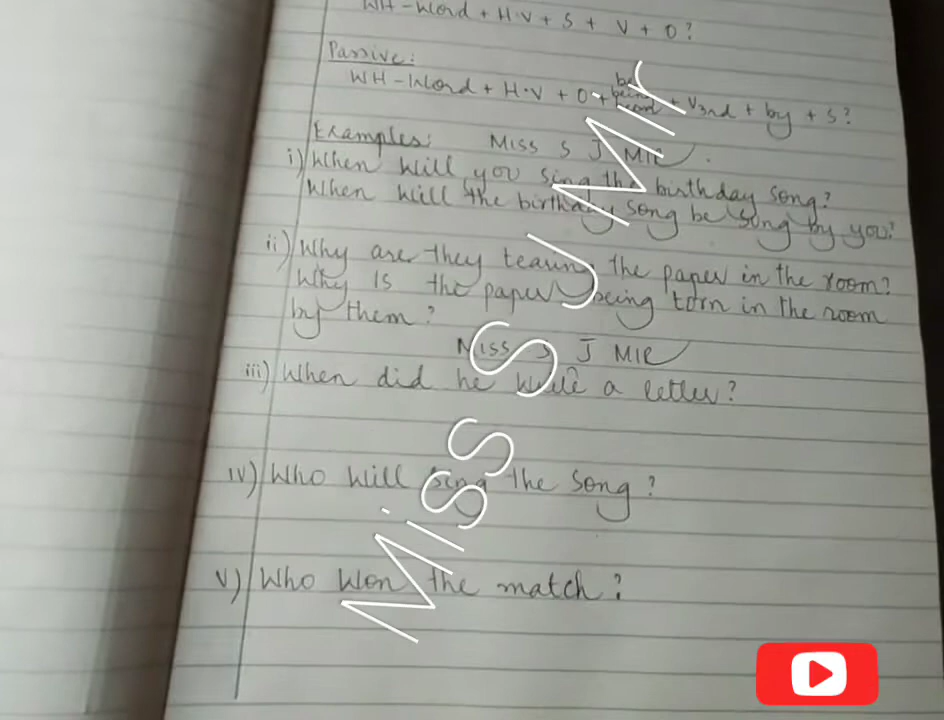 WH-Word + H.V + S + V + O?
Passive:
WH-Word + H.V + O + be being been + V3rd + by + S?
Examples: Miss S J MIR
i) When will you sing the birthday song?
When will the birthday song be song by you?
ii) Why are they tearing the paper in the room?
Why Is the paper being torn in the room
by them?
Miss S J MIR
iii) When did he write a letter?
iv) Who will sing the song?
v) Who won the match?
Miss S J Mir